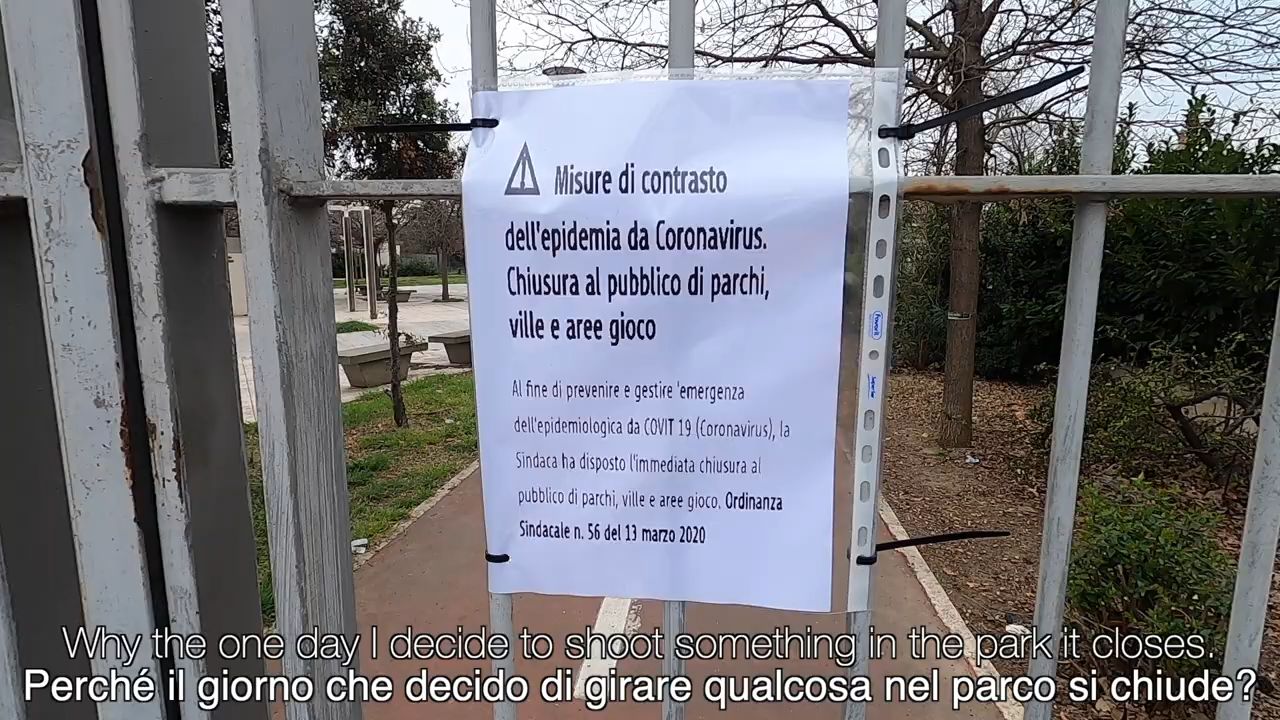 Misure di contrasto
dell'epidemia da Coronavirus.
Chiusura al pubblico di parchi,
ville e aree gioco
Al fine di prevenire e gestire 'emergenza
dell'epidemiologica da COVIT 19 (Coronavirus), la
Sindaca ha disposto l'immediata chiusura al
pubblico di parchi, ville e aree gioco. Ordinanza
Sindacale n. 56 del 13 marzo 2020
favorit
Why the one day I decide to shoot something in the park it closes.
Perché il giorno che decido di girare qualcosa nel parco si chiude?